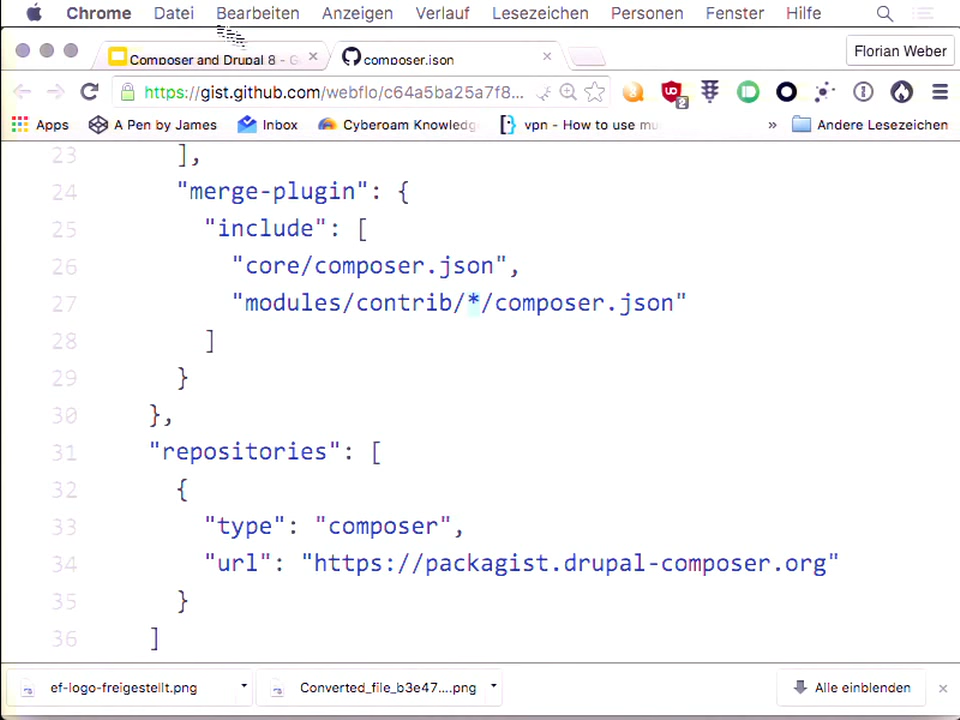 Chrome Datei Bearbeiten Anzeigen Verlauf Lesezeichen Personen Fenster Hilfe
Composer and Drupal 8 - G
composer.json
Florian Weber
https://gist.github.com/webflo/c64a5ba25a7f8...
2
Apps A Pen by James Inbox Cyberoam Knowledg vpn - How to use mu » Andere Lesezeichen
23 ],
24 "merge-plugin": {
25 "include": [
26 "core/composer.json",
27 "modules/contrib/*/composer.json"
28 ]
29 }
30 },
31 "repositories": [
32 {
33 "type": "composer",
34 "url": "https://packagist.drupal-composer.org"
35 }
36 ]
ef-logo-freigestellt.png Converted_file_b3e47....png Alle einblenden